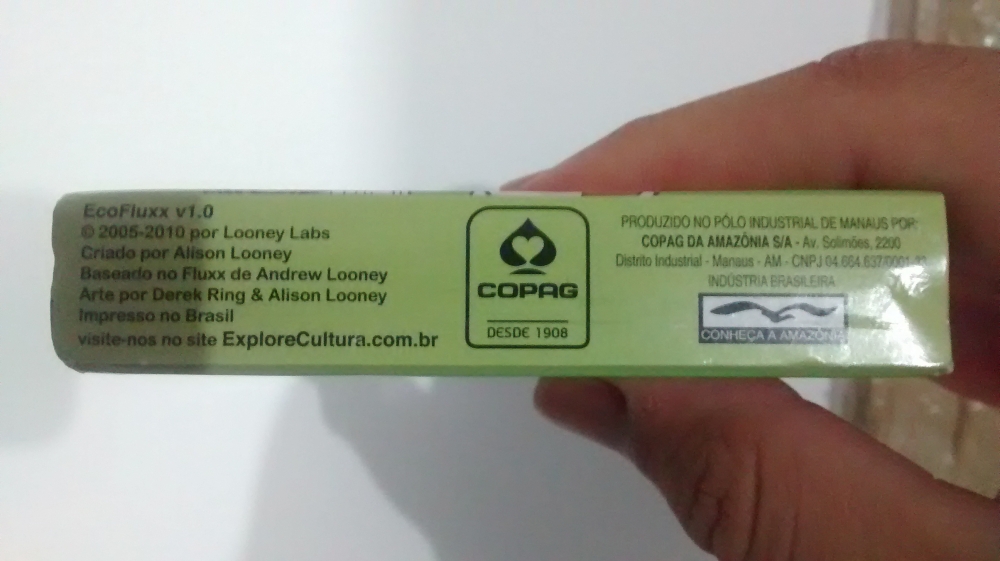 EcoFluxx v1.0
© 2005-2010 por Looney Labs
Criado por Alison Looney
Baseado no Fluxx de Andrew Looney
Arte por Derek Ring & Alison Looney
Impresso no Brasil
visite-nos no site ExploreCultura.com.br
COPAG
DESDE 1908
PRODUZIDO NO PÓLO INDUSTRIAL DE MANAUS POR:
COPAG DA AMAZÔNIA S/A - Av. Solimões, 2200
Distrito Industrial - Manaus - AM - CNPJ
INDÚSTRIA BRASILEIRA
CONHEÇA A AMAZÔNIA